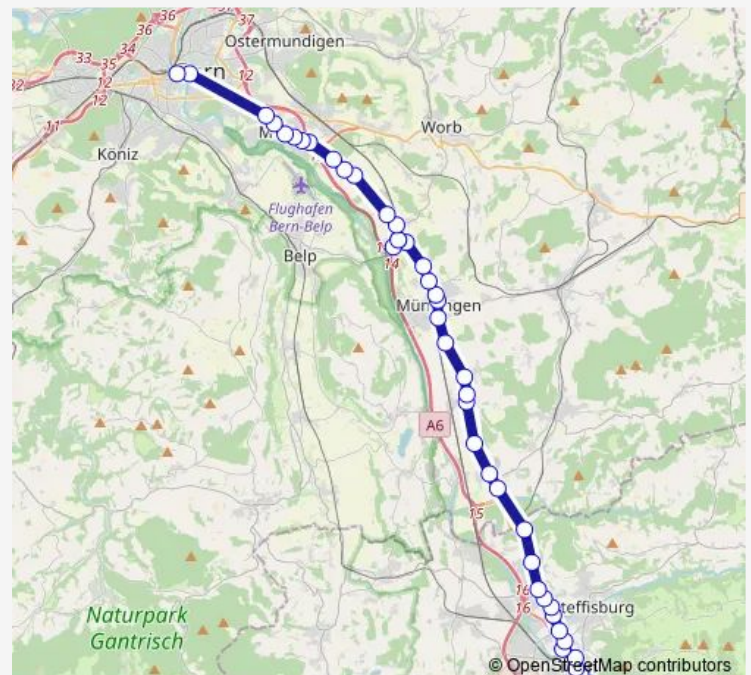 36
37
36
Ostermundigen
33
34
35
12
32
12
12
11
Worb
Köniz
Flughafen
Bern-Belp
Belp
14
A6
15
16
16
Naturpark
Gantrisch
© OpenStreetMap contributors